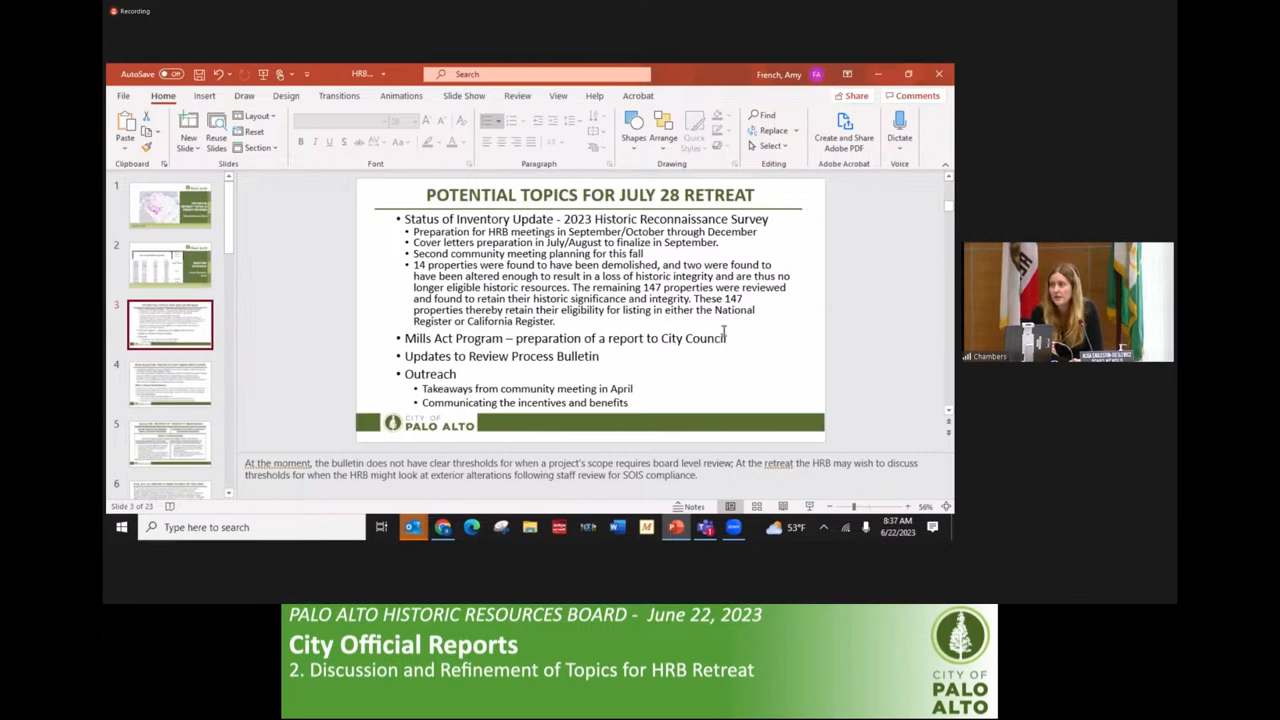 Recording
AutoSave Off HRB... Search French, Amy FA
File Home Insert Draw Design Transitions Animations Slide Show Review View Help Acrobat Share Comments
Paste New Slide Reuse Slides Layout Reset Section Shapes Arrange Quick Styles Find Replace Select Create and Share Adobe PDF Dictate
Clipboard Slides Font Paragraph Drawing Editing Adobe Acrobat Voice
1
2
3
4
5
6
POTENTIAL TOPICS FOR JULY 28 RETREAT
• Status of Inventory Update - 2023 Historic Reconnaissance Survey
• Preparation for HRB meetings in September/October through December
• Cover letters preparation in July/August to finalize in September.
• Second community meeting planning for this fall
• 14 properties were found to have been demolished, and two were found to
have been altered enough to result in a loss of historic integrity and are thus no
longer eligible historic resources. The remaining 147 properties were reviewed
and found to retain their historic significance and integrity. These 147
properties thereby retain their eligibility for listing in either the National
Register or California Register.
• Mills Act Program – preparation of a report to City Council
• Updates to Review Process Bulletin
• Outreach
• Takeaways from community meeting in April
• Communicating the incentives and benefits
CITY OF
PALO ALTO
At the moment, the bulletin does not have clear thresholds for when a project's scope requires board level review; At the retreat the HRB may wish to discuss
thresholds for when the HRB might look at exterior alterations following staff review for SOIS compliance.
Slide 3 of 23 Notes 56%
Type here to search 53°F 8:37 AM
6/22/2023
Chambers
PALO ALTO HISTORIC RESOURCES BOARD - June 22, 2023
City Official Reports
2. Discussion and Refinement of Topics for HRB Retreat
CITY OF
PALO
ALTO